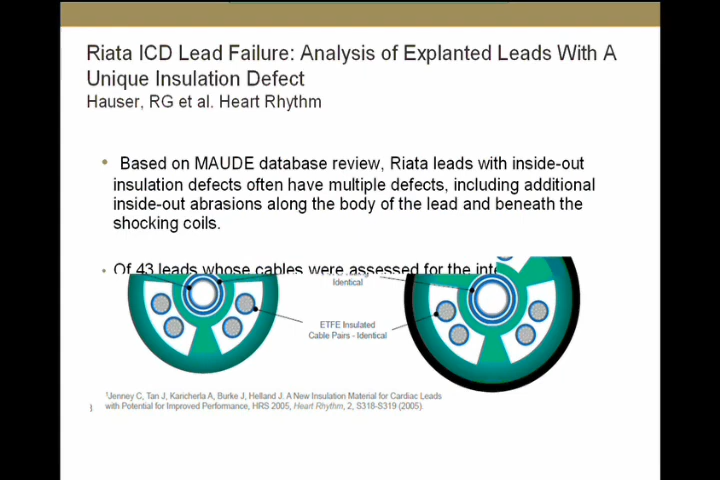 Riata ICD Lead Failure: Analysis of Explanted Leads With A
Unique Insulation Defect
Hauser, RG et al. Heart Rhythm
• Based on MAUDE database review, Riata leads with inside-out
insulation defects often have multiple defects, including additional
inside-out abrasions along the body of the lead and beneath the
shocking coils.
• Of 43 leads whose cables were assessed for the
Identical
ETFE Insulated
Cable Pairs - Identical
¹Jenney C, Tan J, Karicherla A, Burke J, Helland J. A New Insulation Material for Cardiac Leads
with Potential for Improved Performance, HRS 2005, Heart Rhythm, 2, S318-S319 (2005).